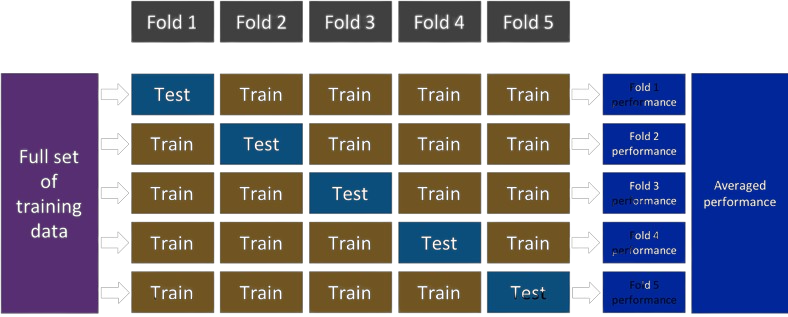 Fold 1 Fold 2 Fold 3 Fold 4 Fold 5
Test Train Train Train Train
Fold 1
performance
Train Test Train Train Train
Fold 2
performance
Full set
of
training
data
Train Train Test Train Train
Fold 3
performance
Averaged
performance
Train Train Train Test Train
Fold 4
performance
Train Train Train Train Test
Fold 5
performance